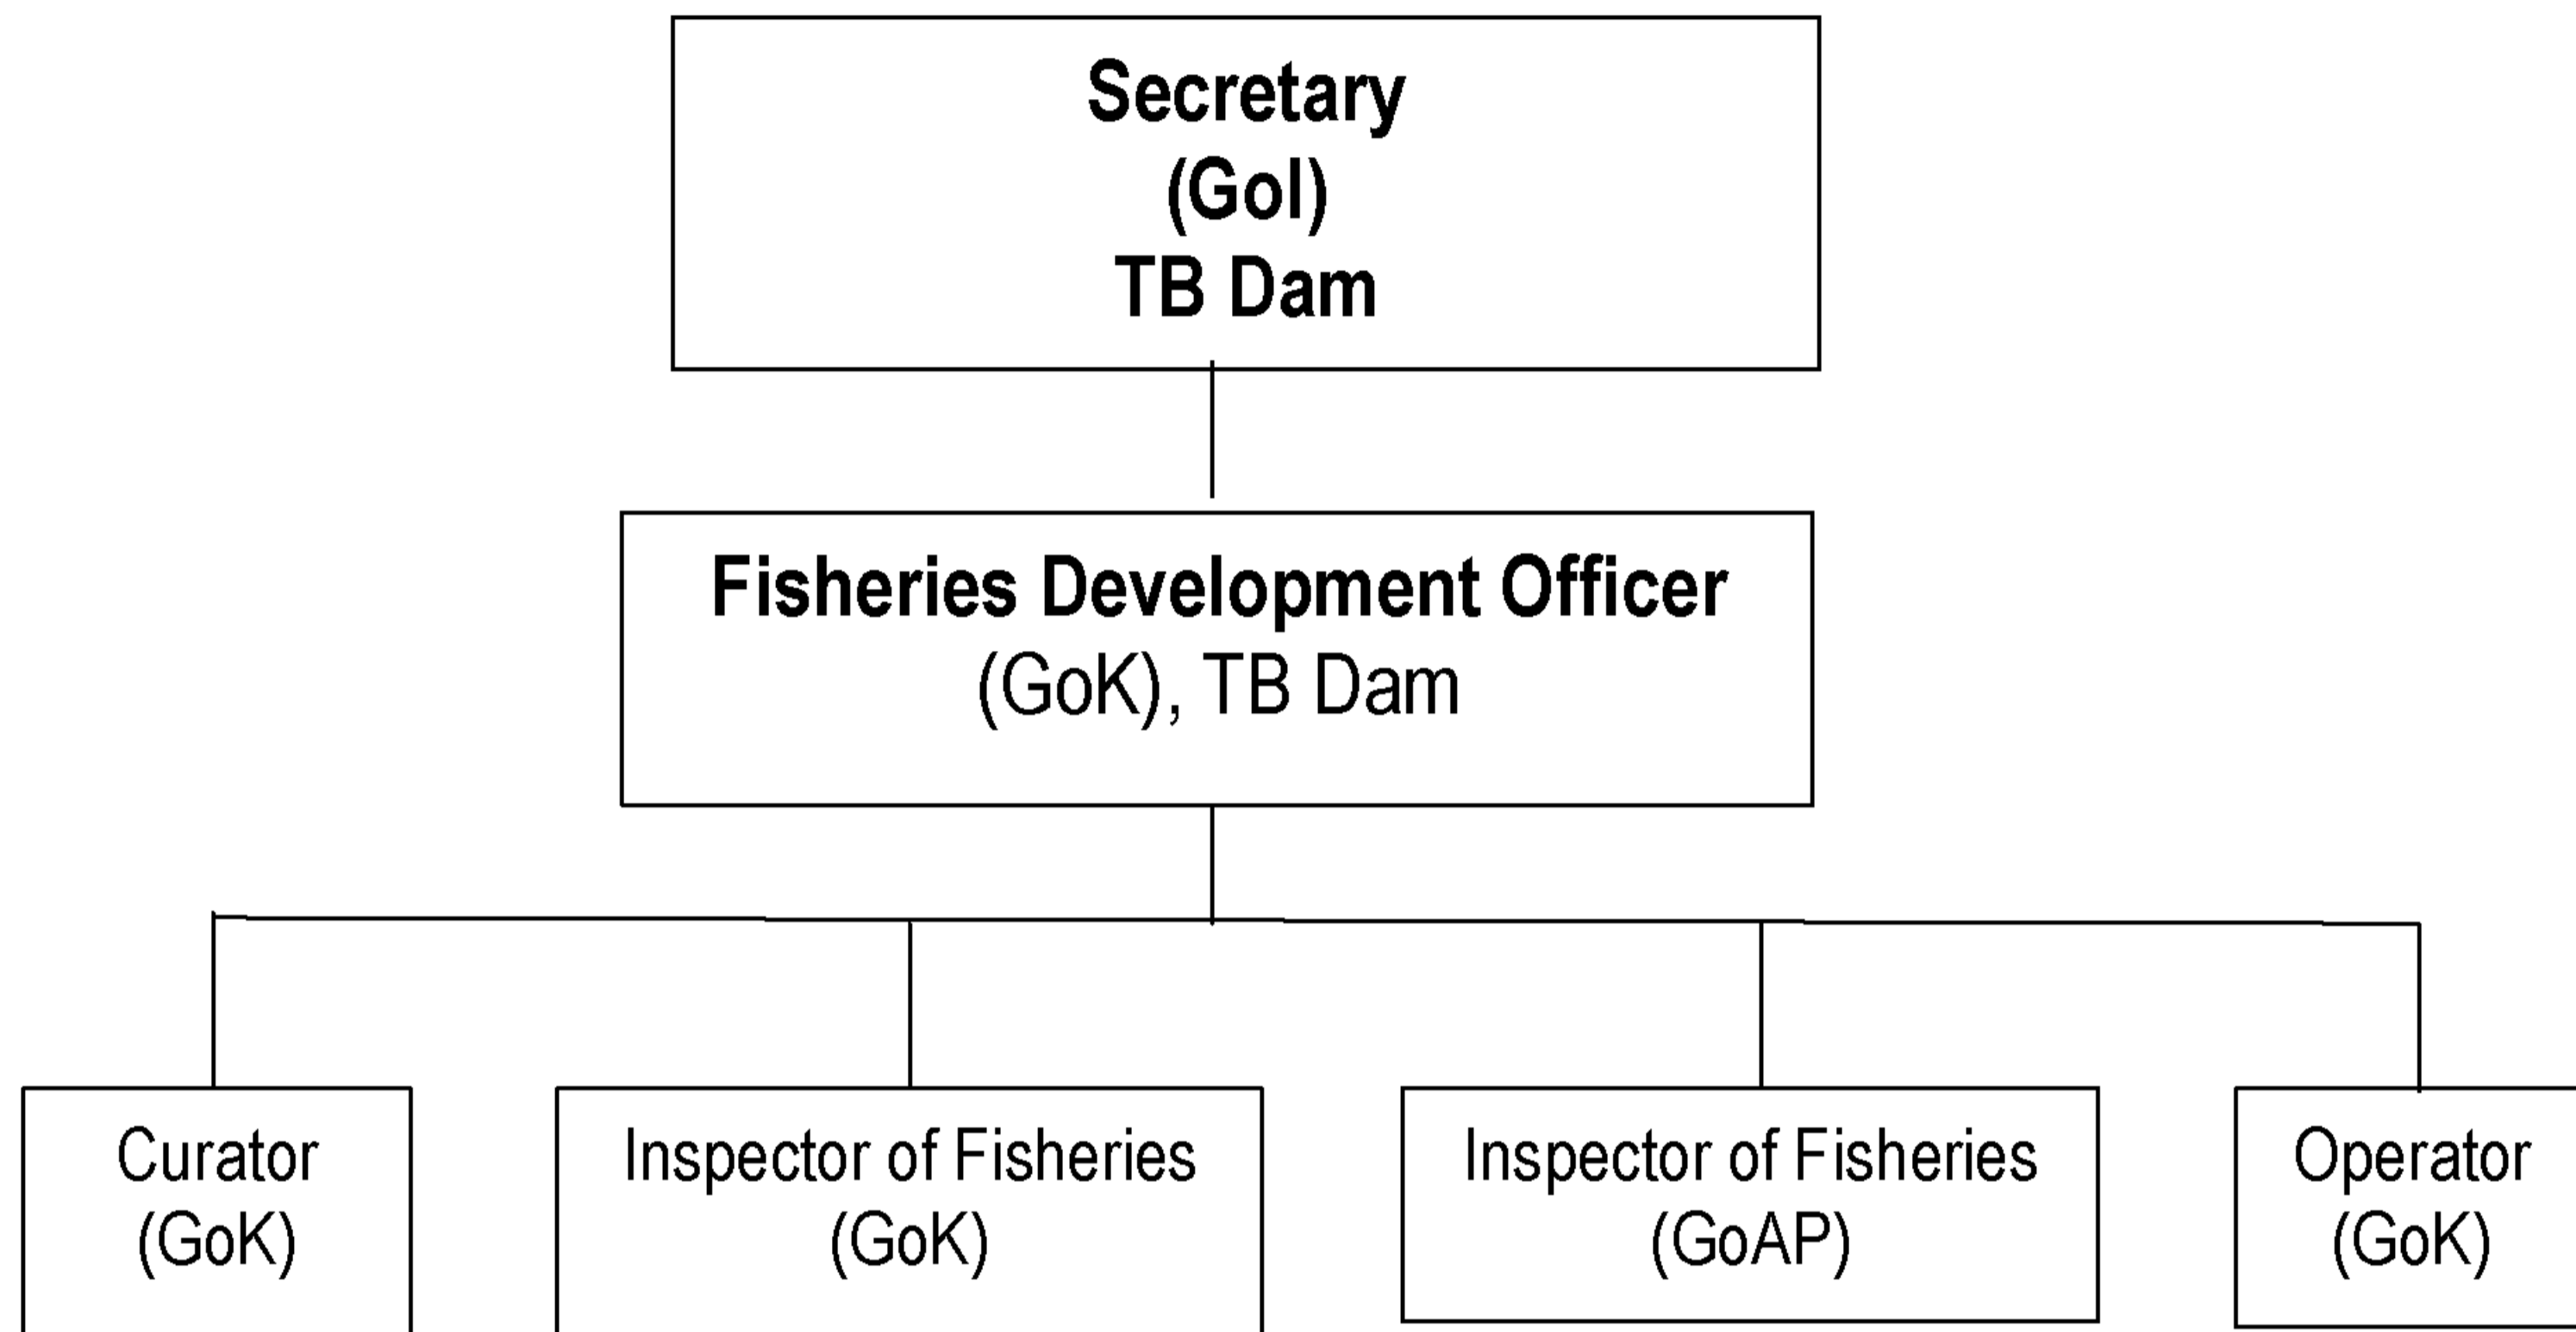 Secretary
(GoI)
TB Dam
Fisheries Development Officer
(GoK), TB Dam
Curator
(GoK)
Inspector of Fisheries
(GoK)
Inspector of Fisheries
(GoAP)
Operator
(GoK)